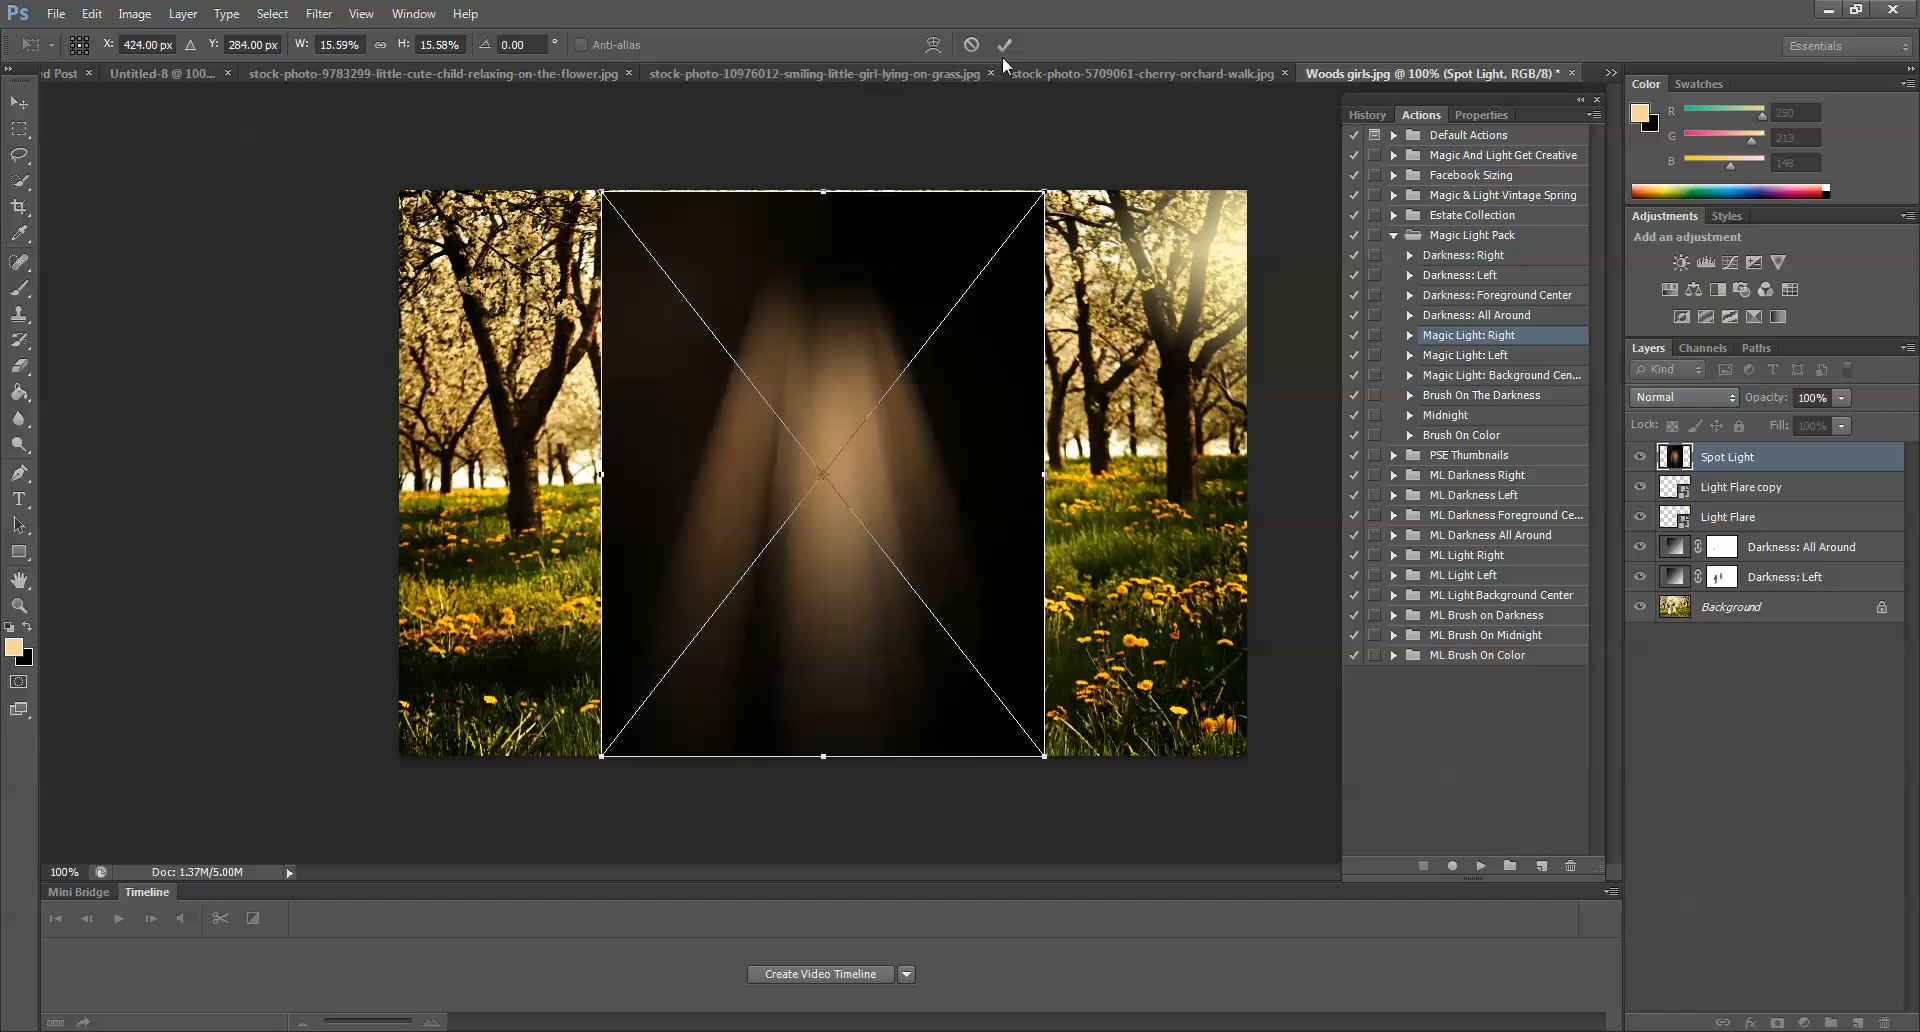 Ps File Edit Image Layer Type Select Filter View Window Help
X: 424.00 px Y: 284.00 px W: 15.59% H: 15.58% 0.00 ° Anti-alias Essentials
d Post × Untitled-8 @ 100... × stock-photo-9783299-little-cute-child-relaxing-on-the-flower.jpg × stock-photo-10976012-smiling-little-girl-lying-on-grass.jpg × stock-photo-5709061-cherry-orchard-walk.jpg × Woods girls.jpg @ 100% (Spot Light, RGB/8) * ×
History Actions Properties
Default Actions
Magic And Light Get Creative
Facebook Sizing
Magic & Light Vintage Spring
Estate Collection
Magic Light Pack
Darkness: Right
Darkness: Left
Darkness: Foreground Center
Darkness: All Around
Magic Light: Right
Magic Light: Left
Magic Light: Background Cen...
Brush On The Darkness
Midnight
Brush On Color
PSE Thumbnails
ML Darkness Right
ML Darkness Left
ML Darkness Foreground Ce...
ML Darkness All Around
ML Light Right
ML Light Left
ML Light Background Center
ML Brush on Darkness
ML Brush On Midnight
ML Brush On Color
Color Swatches
R 250
G 213
B 148
Adjustments Styles
Add an adjustment
Layers Channels Paths
Kind
Normal Opacity: 100%
Lock: Fill: 100%
Spot Light
Light Flare copy
Light Flare
Darkness: All Around
Darkness: Left
Background
100% Doc: 1.37M/5.00M
Mini Bridge Timeline
Create Video Timeline